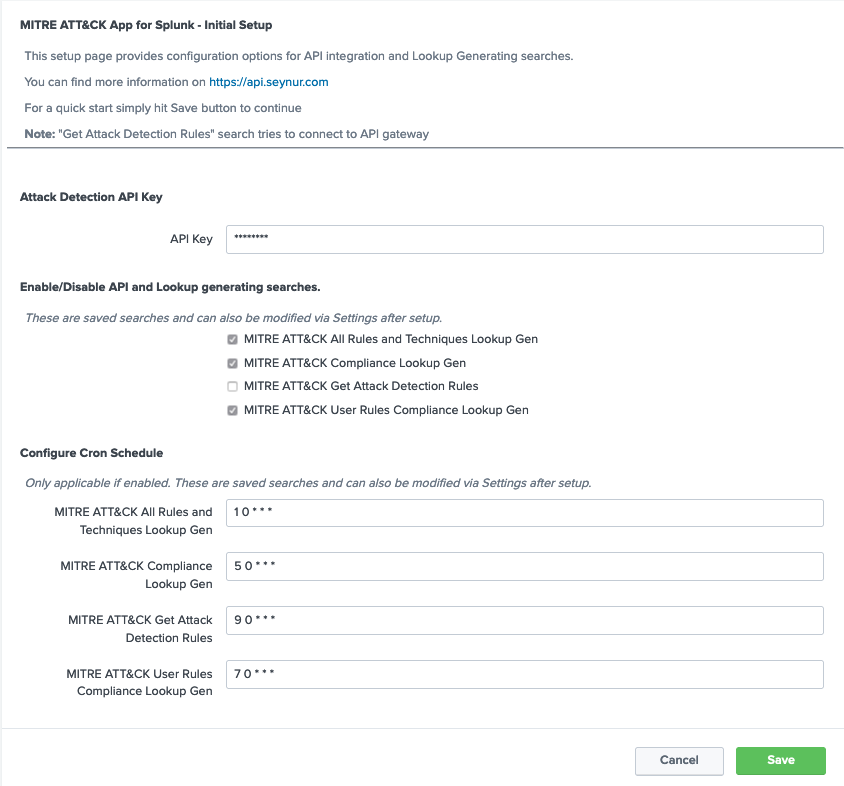 MITRE ATT&CK App for Splunk - Initial Setup
This setup page provides configuration options for API integration and Lookup Generating searches.
You can find more information on https://api.seynur.com
For a quick start simply hit Save button to continue
Note: "Get Attack Detection Rules" search tries to connect to API gateway
Attack Detection API Key
API Key
********
Enable/Disable API and Lookup generating searches.
These are saved searches and can also be modified via Settings after setup.
MITRE ATT&CK All Rules and Techniques Lookup Gen
MITRE ATT&CK Compliance Lookup Gen
MITRE ATT&CK Get Attack Detection Rules
MITRE ATT&CK User Rules Compliance Lookup Gen
Configure Cron Schedule
Only applicable if enabled. These are saved searches and can also be modified via Settings after setup.
MITRE ATT&CK All Rules and
Techniques Lookup Gen
1 0 * * *
MITRE ATT&CK Compliance
Lookup Gen
5 0 * * *
MITRE ATT&CK Get Attack
Detection Rules
9 0 * * *
MITRE ATT&CK User Rules
Compliance Lookup Gen
7 0 * * *
Cancel
Save